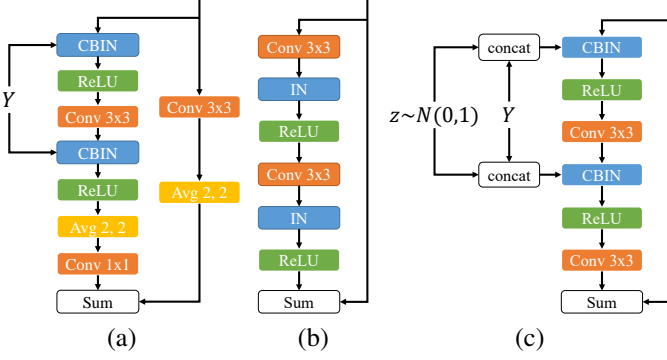 CBIN
ReLU
Conv 3x3
CBIN
ReLU
Avg 2, 2
Conv 1x1
Sum
Y
Conv 3x3
Avg 2, 2
(a)
Conv 3x3
IN
ReLU
Conv 3x3
IN
ReLU
Sum
(b)
z~N(0,1)
Y
concat
concat
CBIN
ReLU
Conv 3x3
CBIN
ReLU
Conv 3x3
Sum
(c)